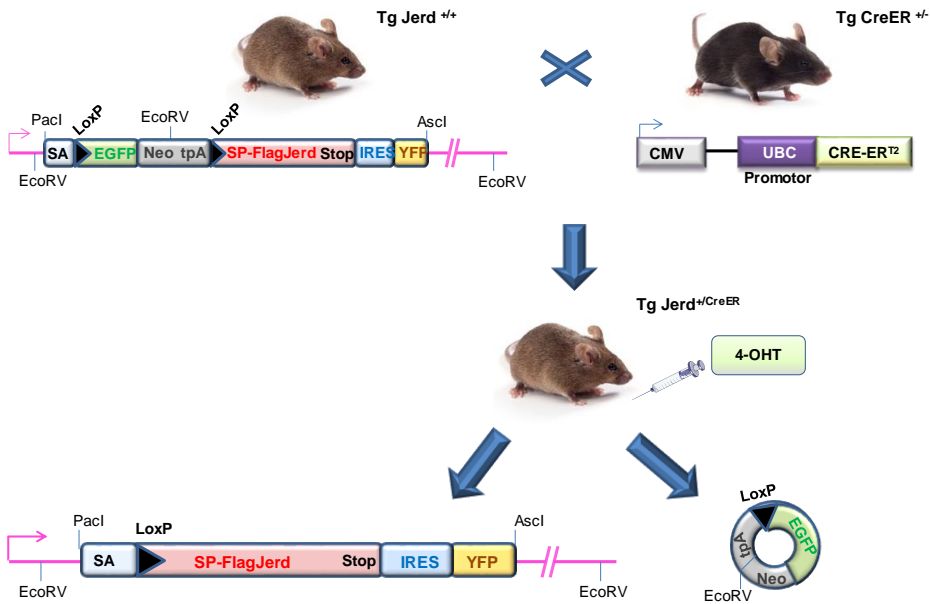 Tg Jerd +/+
Tg CreER +/-
PacI
LoxP
EcoRV
LoxP
AscI
SA
EGFP
Neo tpA
SP-FlagJerd Stop
IRES
YFP
EcoRV
EcoRV
CMV
UBC
CRE-ERT2
Promotor
Tg Jerd+/CreER
4-OHT
PacI
LoxP
AscI
SA
SP-FlagJerd
Stop
IRES
YFP
EcoRV
EcoRV
LoxP
EGFP
tpA
Neo
EcoRV